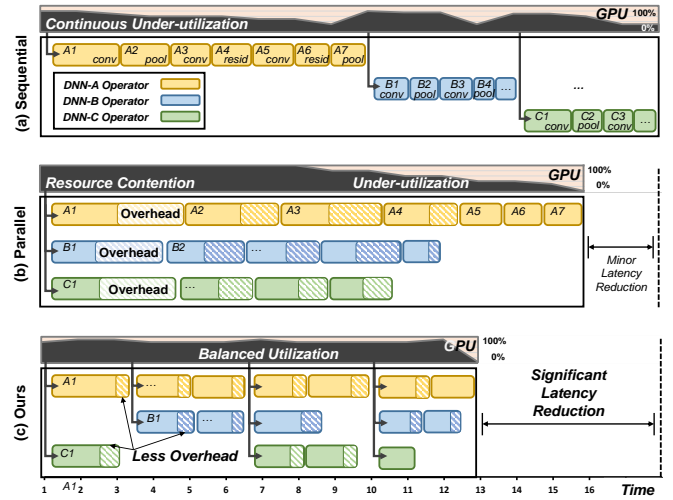 Continuous Under-utilization
GPU 100%
0%
(a) Sequential
A1 conv A2 pool A3 conv A4 resid A5 conv A6 resid A7 pool
DNN-A Operator
DNN-B Operator
DNN-C Operator
B1 conv B2 pool B3 conv B4 pool ...
...
C1 conv C2 pool C3 conv ...
(b) Parallel
Resource Contention
Under-utilization
GPU
100%
0%
A1 Overhead A2 A3 A4 A5 A6 A7
B1 Overhead B2 ...
C1 Overhead ...
Minor
Latency
Reduction
(c) Ours
Balanced Utilization
GPU
100%
0%
A1 ...
B1 ...
C1
Less Overhead
Significant
Latency
Reduction
1 2 3 4 5 6 7 8 9 10 11 12 13 14 15 16 Time
A1